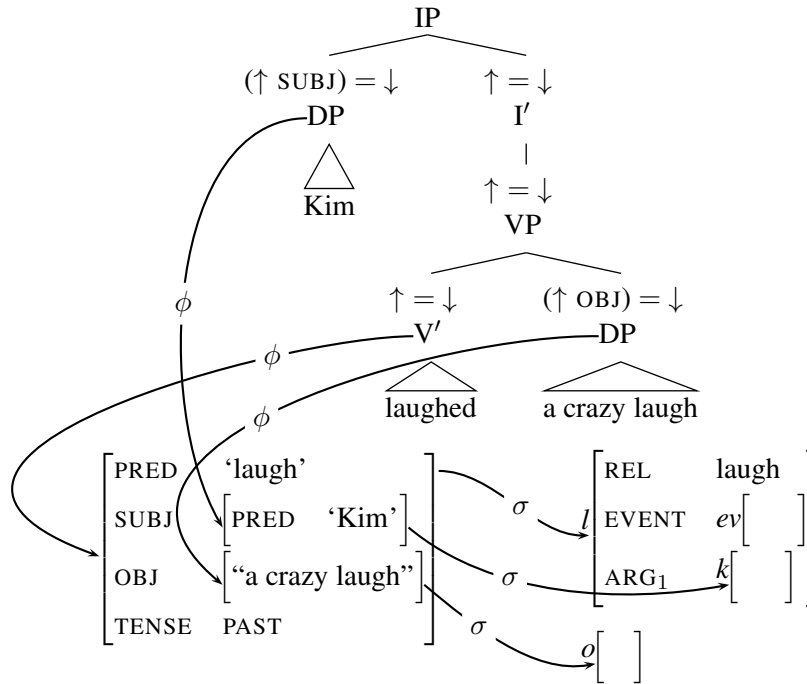 IP
(↑ SUBJ) = ↓ ↑ = ↓
DP I′
↑ = ↓
Kim VP
ϕ ↑ = ↓ (↑ OBJ) = ↓
ϕ V′ DP
ϕ laughed a crazy laugh
PRED ‘laugh’ REL laugh
SUBJ [PRED ‘Kim’] σ l EVENT ev[ ]
OBJ [“a crazy laugh”] σ ARG₁ k[ ]
TENSE PAST σ o[ ]